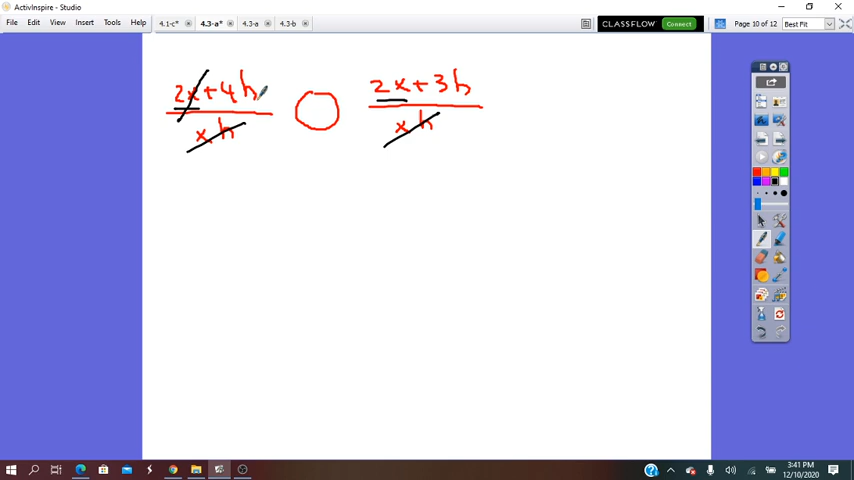 ActivInspire - Studio
File Edit View Insert Tools Help
4.1-c* 4.3-a* 4.3-a 4.3-b
CLASSFLOW Connect
Page 10 of 12 Best Fit
2x+4h 2x+3h
xh xh
3:41 PM
12/10/2020